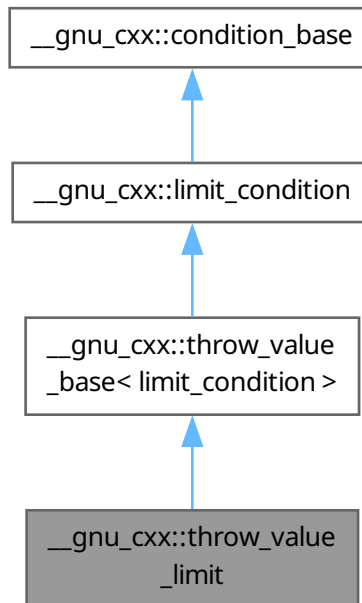 __gnu_cxx::condition_base
__gnu_cxx::limit_condition
__gnu_cxx::throw_value
_base< limit_condition >
__gnu_cxx::throw_value
_limit